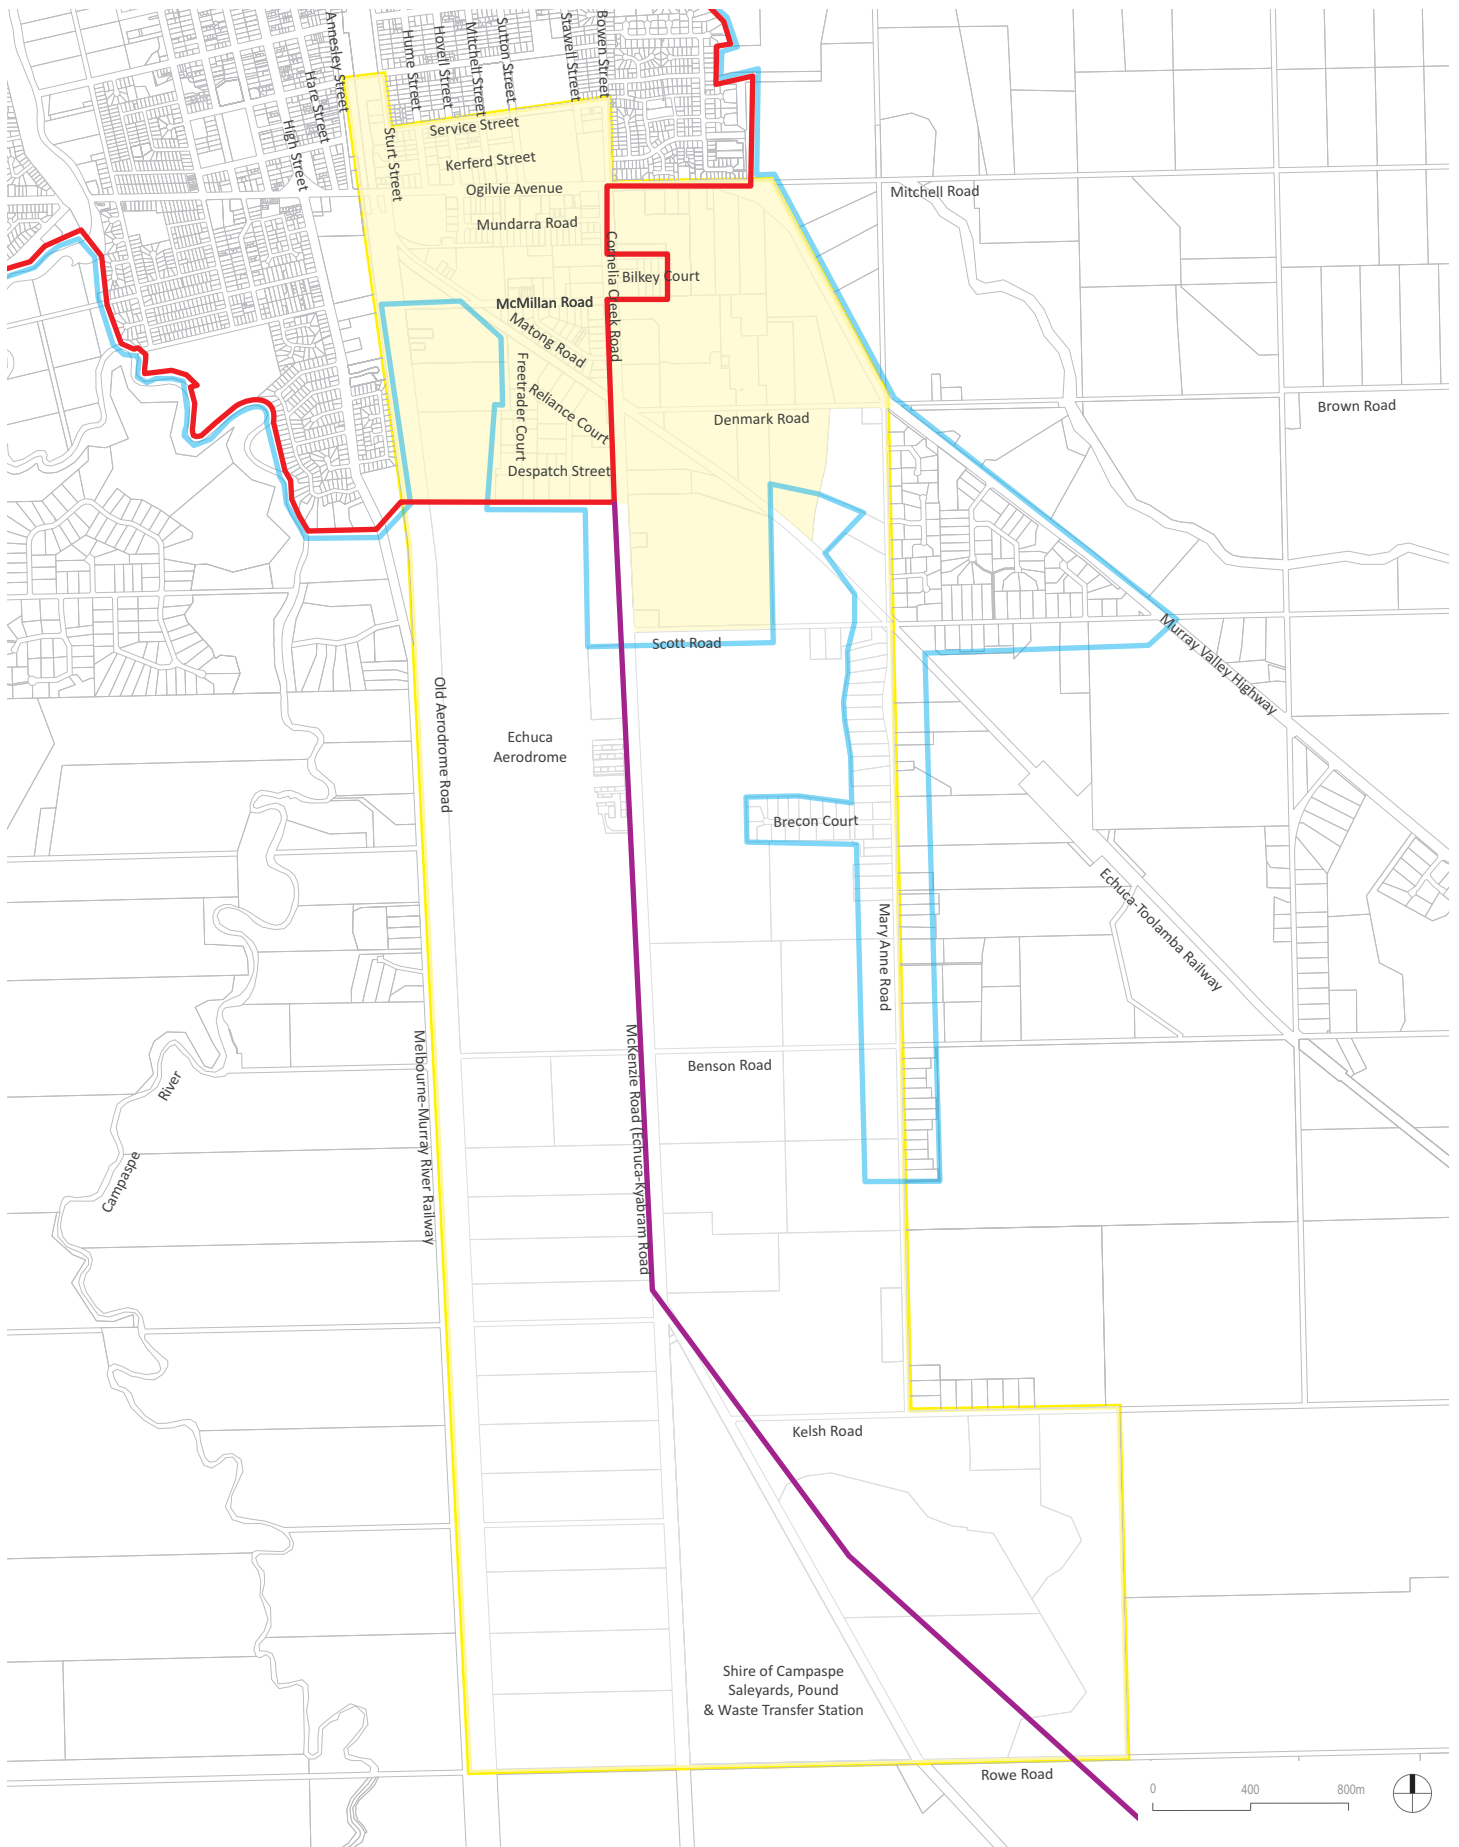 Annesley Street
Hare Street
High Street
Sturt Street
Hume Street
Hovell Street
Mitchell Street
Sutton Street
Stawell Street
Bowen Street
Service Street
Kerferd Street
Ogilvie Avenue
Mitchell Road
Mundarra Road
Cornelia Creek Road
Bilkey Court
McMillan Road
Matong Road
Freetrader Court
Reliance Court
Denmark Road
Brown Road
Despatch Street
Scott Road
Murray Valley Highway
Old Aerodrome Road
Echuca
Aerodrome
Brecon Court
Mary Anne Road
Echuca-Toolamba Railway
Melbourne-Murray River Railway
McKenzie Road (Echuca-Kyabram Road
Benson Road
River
Campaspe
Kelsh Road
Shire of Campaspe
Saleyards, Pound
& Waste Transfer Station
Rowe Road
0 400 800m